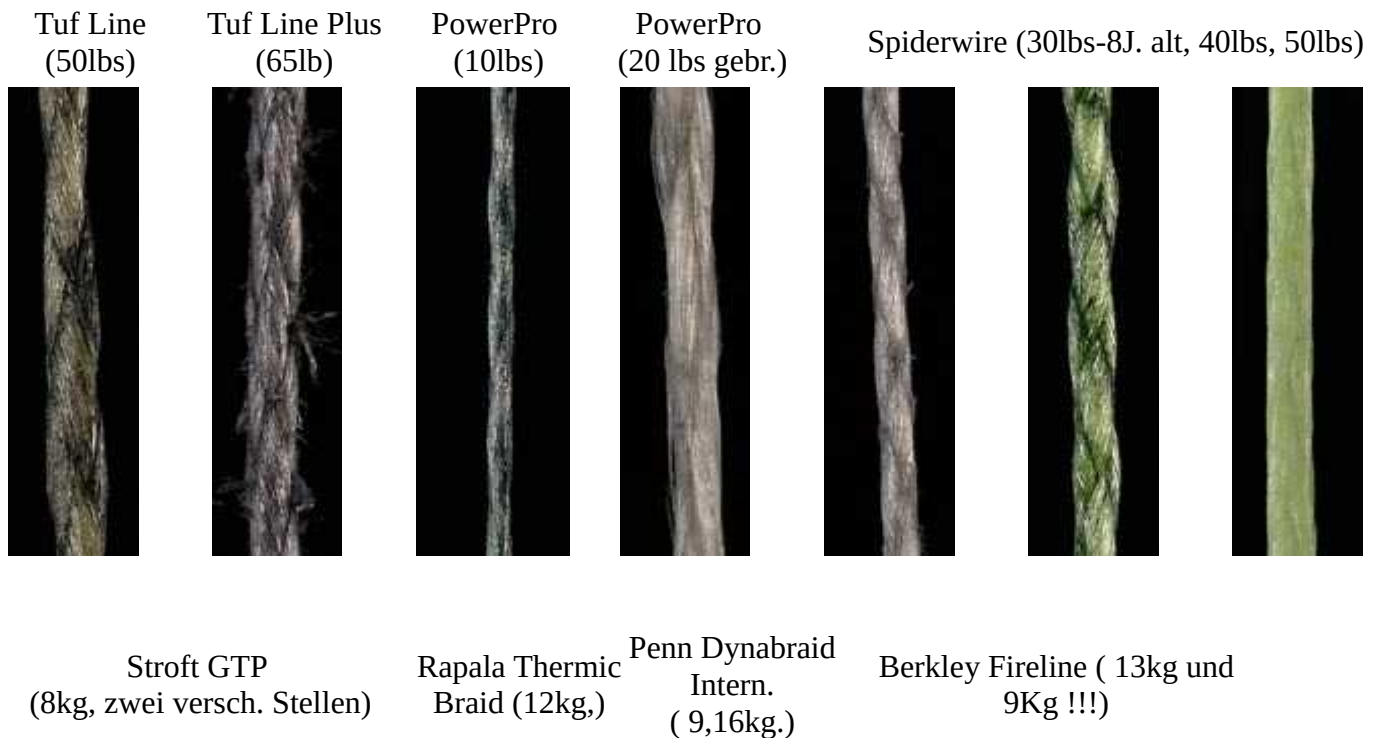 Tuf Line
(50lbs)
Tuf Line Plus
(65lb)
PowerPro
(10lbs)
PowerPro
(20 lbs gebr.)
Spiderwire (30lbs-8J. alt, 40lbs, 50lbs)
Stroft GTP
(8kg, zwei versch. Stellen)
Rapala Thermic
Braid (12kg,)
Penn Dynabraid
Intern.
( 9,16kg.)
Berkley Fireline ( 13kg und
9Kg !!!)